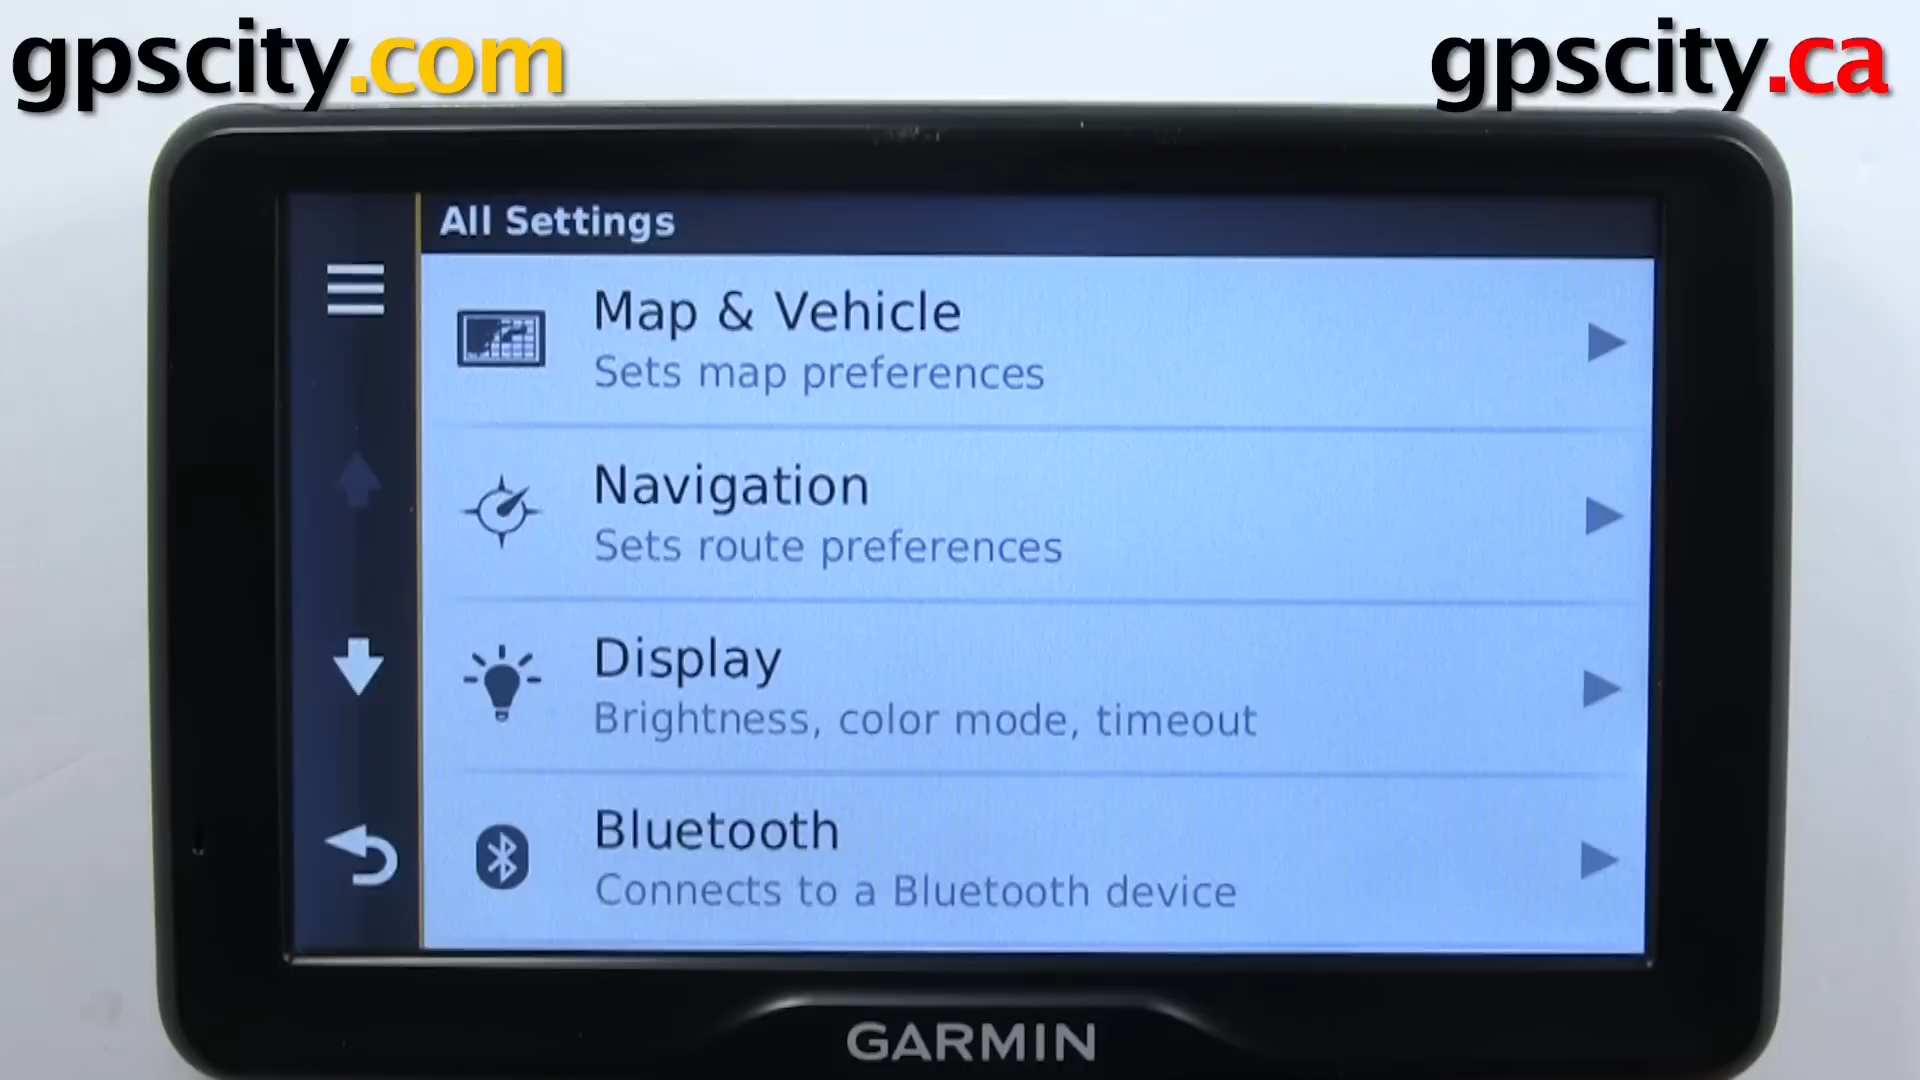 gpscity.com
gpscity.ca
All Settings
Map & Vehicle
Sets map preferences
Navigation
Sets route preferences
Display
Brightness, color mode, timeout
Bluetooth
Connects to a Bluetooth device
GARMIN